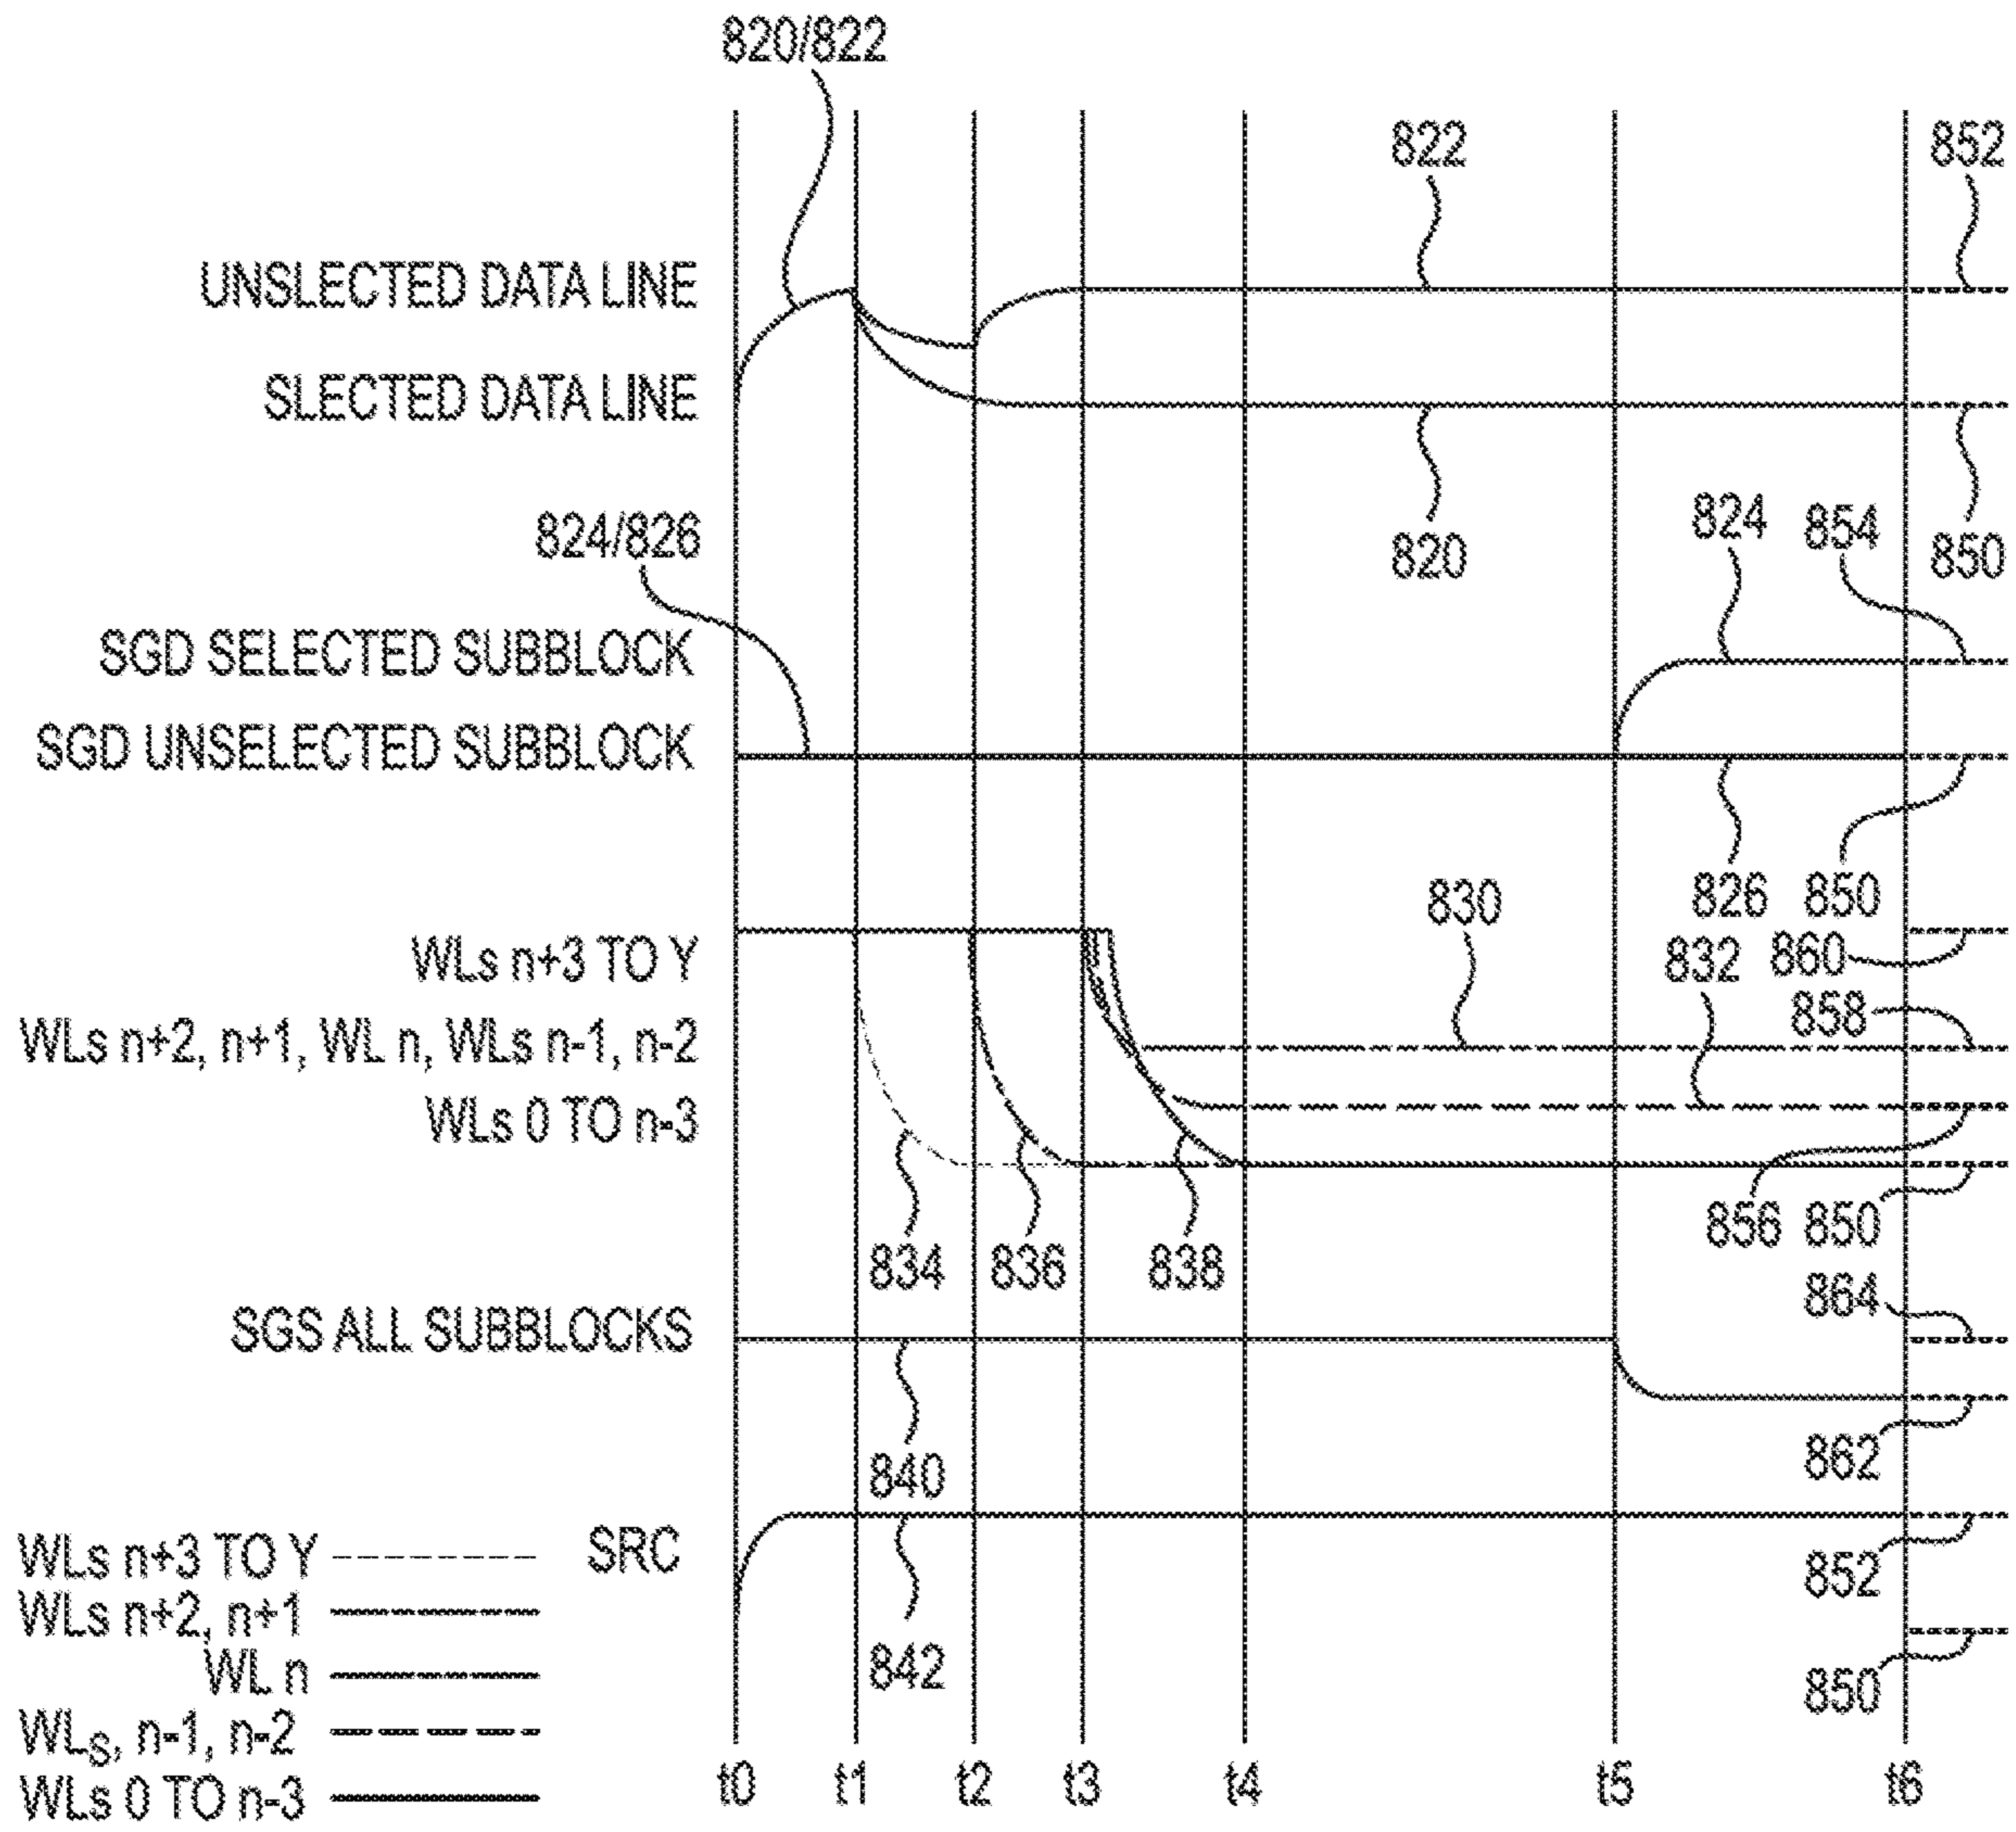 820/822
822
852
UNSLECTED DATA LINE
SLECTED DATA LINE
824/826
820
824
854
850
SGD SELECTED SUBBLOCK
SGD UNSELECTED SUBBLOCK
826
850
830
832
860
858
WLs n+3 TO Y
WLs n+2, n+1, WL n, WLs n-1, n-2
WLs 0 TO n-3
834
836
838
856
850
864
SGS ALL SUBBLOCKS
840
862
SRC
842
852
850
WLs n+3 TO Y
WLs n+2, n+1
WL n
WLS, n-1, n-2
WLs 0 TO n-3
t0 t1 t2 t3 t4 t5 t6